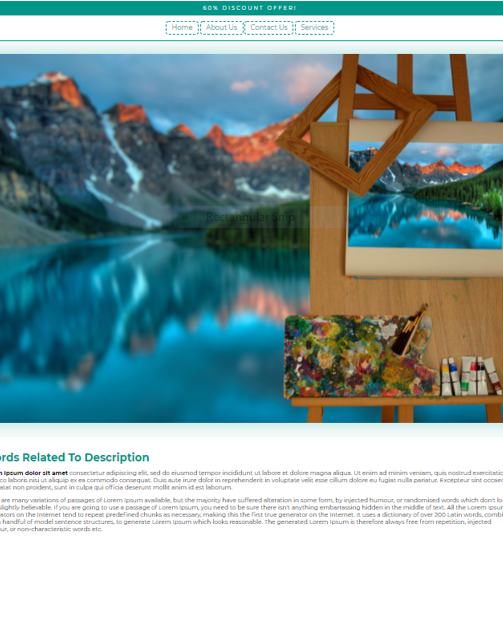 60% DISCOUNT OFFER!
Home About Us Contact Us Services
Rectangular Snip
rds Related To Description
Ipsum dolor sit amet consectetur adipiscing elit, sed do eiusmod tempor incididunt ut labore et dolore magna aliqua. Ut enim ad minim veniam, quis nostrud exercitatio
co laboris nisi ut aliquip ex ea commodo consequat. Duis aute irure dolor in reprehenderit in voluptate velit esse cillum dolore eu fugiat nulla pariatur. Excepteur sint occaec
atat non proident, sunt in culpa qui officia deserunt mollit anim id est laborum.
are many variations of passages of Lorem Ipsum available, but the majority have suffered alteration in some form, by injected humour, or randomised words which don't lo
slightly believable. If you are going to use a passage of Lorem Ipsum, you need to be sure there isn't anything embarrassing hidden in the middle of text. All the Lorem Ipsum
ators on the Internet tend to repeat predefined chunks as necessary, making this the first true generator on the Internet. It uses a dictionary of over 200 Latin words, combi
handful of model sentence structures, to generate Lorem Ipsum which looks reasonable. The generated Lorem Ipsum is therefore always free from repetition, injected
ur, or non-characteristic words etc.